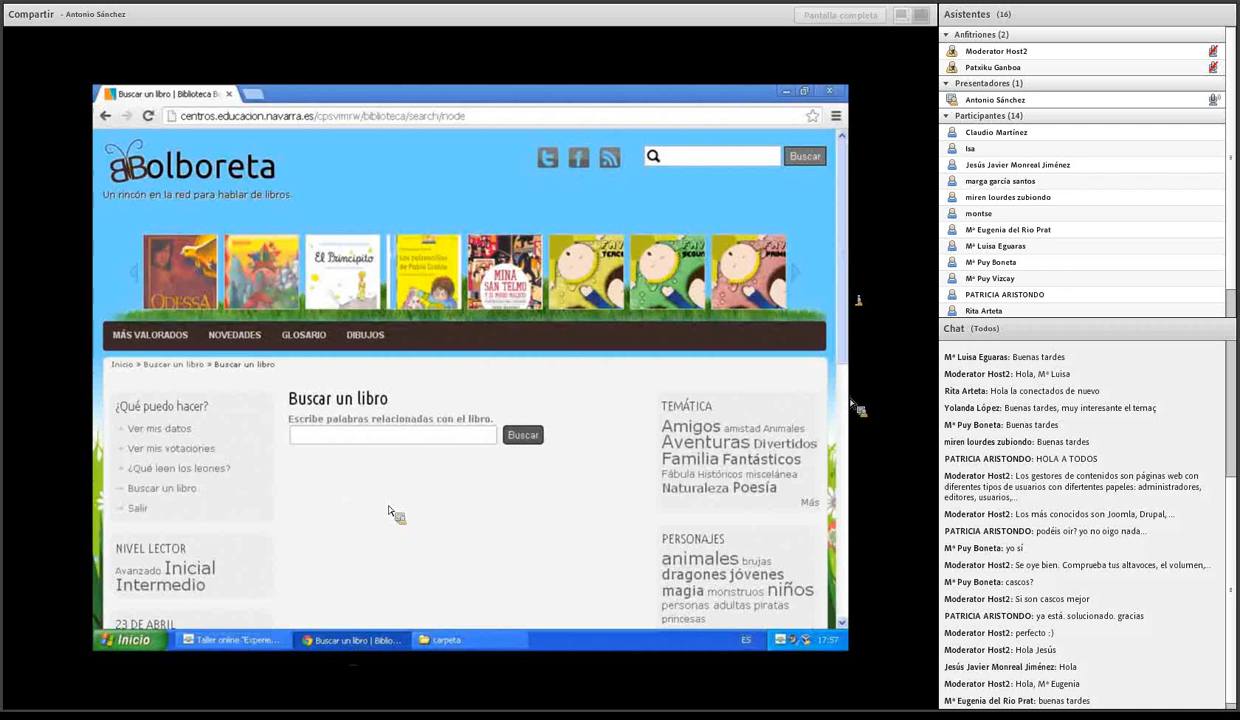 Compartir - Antonio Sánchez
Pantalla completa
Buscar un libro | Biblioteca B
centros.educacion.navarra.es/cpsvimrw/biblioteca/search/node
Bolboreta
Un rincón en la red para hablar de libros.
Buscar
ODESSA
El Principito
MINA
SAN TELMO
MÁS VALORADOS
NOVEDADES
GLOSARIO
DIBUJOS
Inicio > Buscar un libro > Buscar un libro
¿Qué puedo hacer?
Ver mis datos
Ver mis votaciones
¿Qué leen los leones?
Buscar un libro
Salir
NIVEL LECTOR
Avanzado Inicial
Intermedio
23 DE ABRIL
Buscar un libro
Escribe palabras relacionadas con el libro.
Buscar
TEMÁTICA
Amigos amistad Animales
Aventuras Divertidos
Familia Fantásticos
Fábula Históricos miscelánea
Naturaleza Poesía
Más
PERSONAJES
animales brujas
dragones jóvenes
magia monstruos niños
personas adultas piratas
princesas
Inicio
Taller online "Experie...
Buscar un libro | Biblio...
carpeta
ES
17:57
Asistentes (16)
Anfitriones (2)
Moderator Host2
Patxiku Ganboa
Presentadores (1)
Antonio Sánchez
Participantes (14)
Claudio Martínez
Isa
Jesús Javier Monreal Jiménez
marga garcía santos
miren lourdes zubiondo
montse
Mª Eugenia del Rio Prat
Mª Luisa Eguaras
Mª Puy Boneta
Mª Puy Vizcay
PATRICIA ARISTONDO
Rita Arteta
Chat (Todos)
Mª Luisa Eguaras: Buenas tardes
Moderator Host2: Hola, Mª Luisa
Rita Arteta: Hola la conectados de nuevo
Yolanda López: Buenas tardes, muy interesante el temaç
Mª Puy Boneta: Buenas tardes
miren lourdes zubiondo: Buenas tardes
PATRICIA ARISTONDO: HOLA A TODOS
Moderator Host2: Los gestores de contenidos son páginas web con
diferentes tipos de usuarios con difertentes papeles: administradores,
editores, usuarios,...
Moderator Host2: Los más conocidos son Joomla, Drupal,...
PATRICIA ARISTONDO: podéis oir? yo no oigo nada...
Mª Puy Boneta: yo sí
Moderator Host2: Se oye bien. Comprueba tus altavoces, el volumen,...
Mª Puy Boneta: cascos?
Moderator Host2: Si son cascos mejor
PATRICIA ARISTONDO: ya está. solucionado. gracias
Moderator Host2: perfecto :)
Moderator Host2: Hola Jesús
Jesús Javier Monreal Jiménez: Hola
Moderator Host2: Hola, Mª Eugenia
Mª Eugenia del Rio Prat: buenas tardes